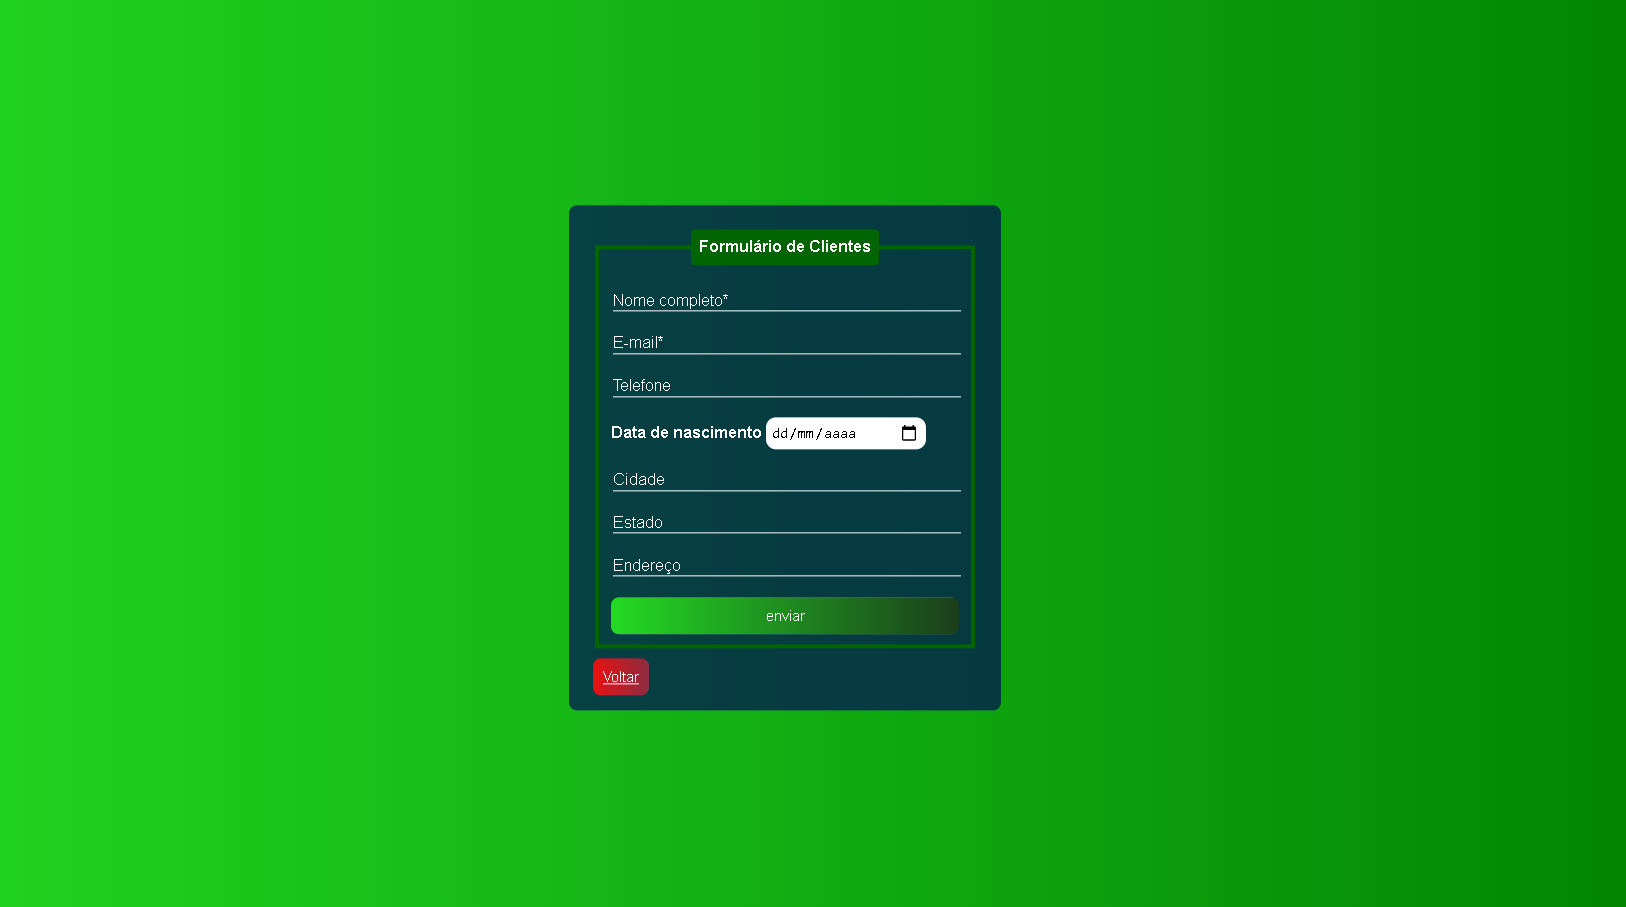 Formulário de Clientes
Nome completo*
E-mail*
Telefone
Data de nascimento dd/mm/aaaa
Cidade
Estado
Endereço
enviar
Voltar